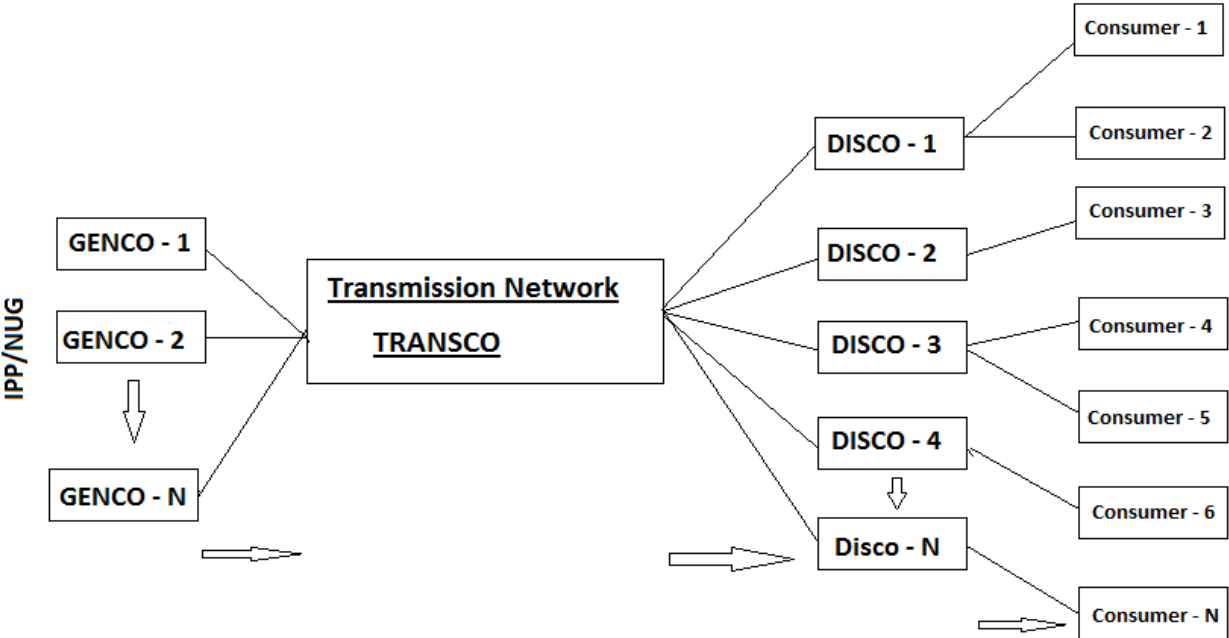 IPP/NUG
GENCO - 1
GENCO - 2
GENCO - N
Transmission Network
TRANSCO
DISCO - 1
DISCO - 2
DISCO - 3
DISCO - 4
Disco - N
Consumer - 1
Consumer - 2
Consumer - 3
Consumer - 4
Consumer - 5
Consumer - 6
Consumer - N